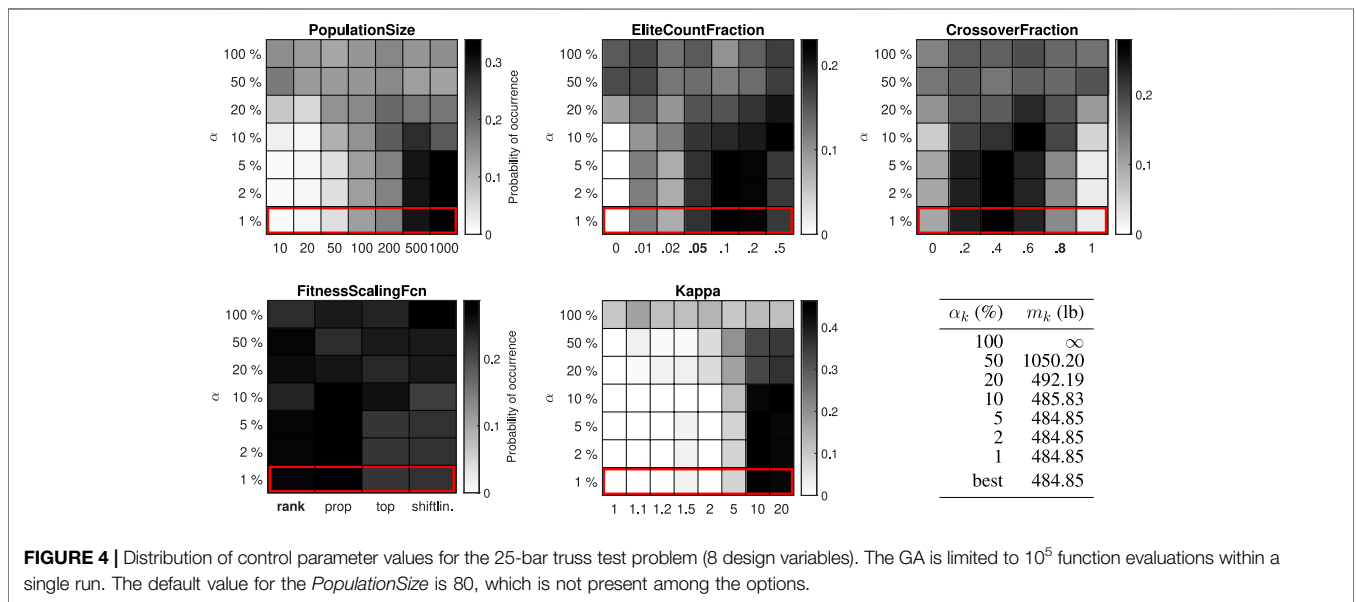 PopulationSize
100 %
50 %
20 %
10 %
5 %
2 %
1 %
α
10 20 50 100 200 500 1000
0.3
0.2
0.1
0
Probability of occurrence
EliteCountFraction
100 %
50 %
20 %
10 %
5 %
2 %
1 %
α
0 .01 .02 .05 .1 .2 .5
0.2
0.1
0
CrossoverFraction
100 %
50 %
20 %
10 %
5 %
2 %
1 %
α
0 .2 .4 .6 .8 1
0.2
0.1
0
FitnessScalingFcn
100 %
50 %
20 %
10 %
5 %
2 %
1 %
α
rank prop top shiftlin.
0.2
0.1
0
Probability of occurrence
Kappa
100 %
50 %
20 %
10 %
5 %
2 %
1 %
α
1 1.1 1.2 1.5 2 5 10 20
0.4
0.3
0.2
0.1
0
αk (%) mk (lb)
100 ∞
50 1050.20
20 492.19
10 485.83
5 484.83
2 484.85
1 484.85
best 484.85
FIGURE 4 | Distribution of control parameter values for the 25-bar truss test problem (8 design variables). The GA is limited to 10⁵ function evaluations within a
single run. The default value for the PopulationSize is 80, which is not present among the options.